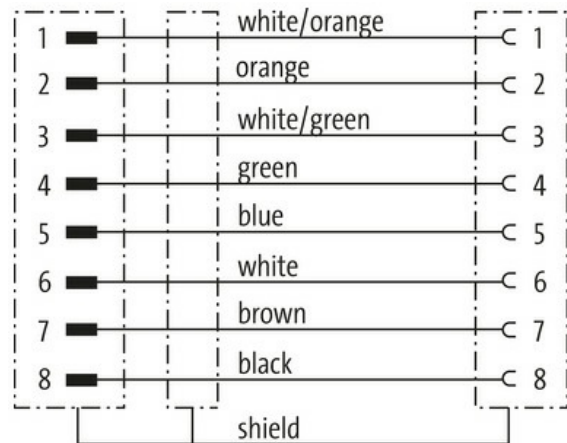 1 white/orange 1
2 orange 2
3 white/green 3
4 green 4
5 blue 5
6 white 6
7 brown 7
8 black 8
shield